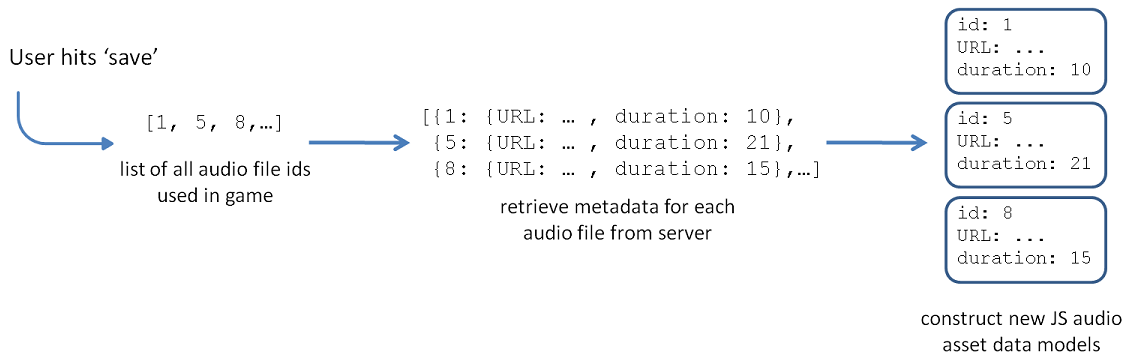 User hits ‘save’
[1, 5, 8,…]
list of all audio file ids
used in game
[{1: {URL: … , duration: 10},
{5: {URL: … , duration: 21},
{8: {URL: … , duration: 15},…]
retrieve metadata for each
audio file from server
id: 1
URL: ...
duration: 10
id: 5
URL: ...
duration: 21
id: 8
URL: ...
duration: 15
construct new JS audio
asset data models